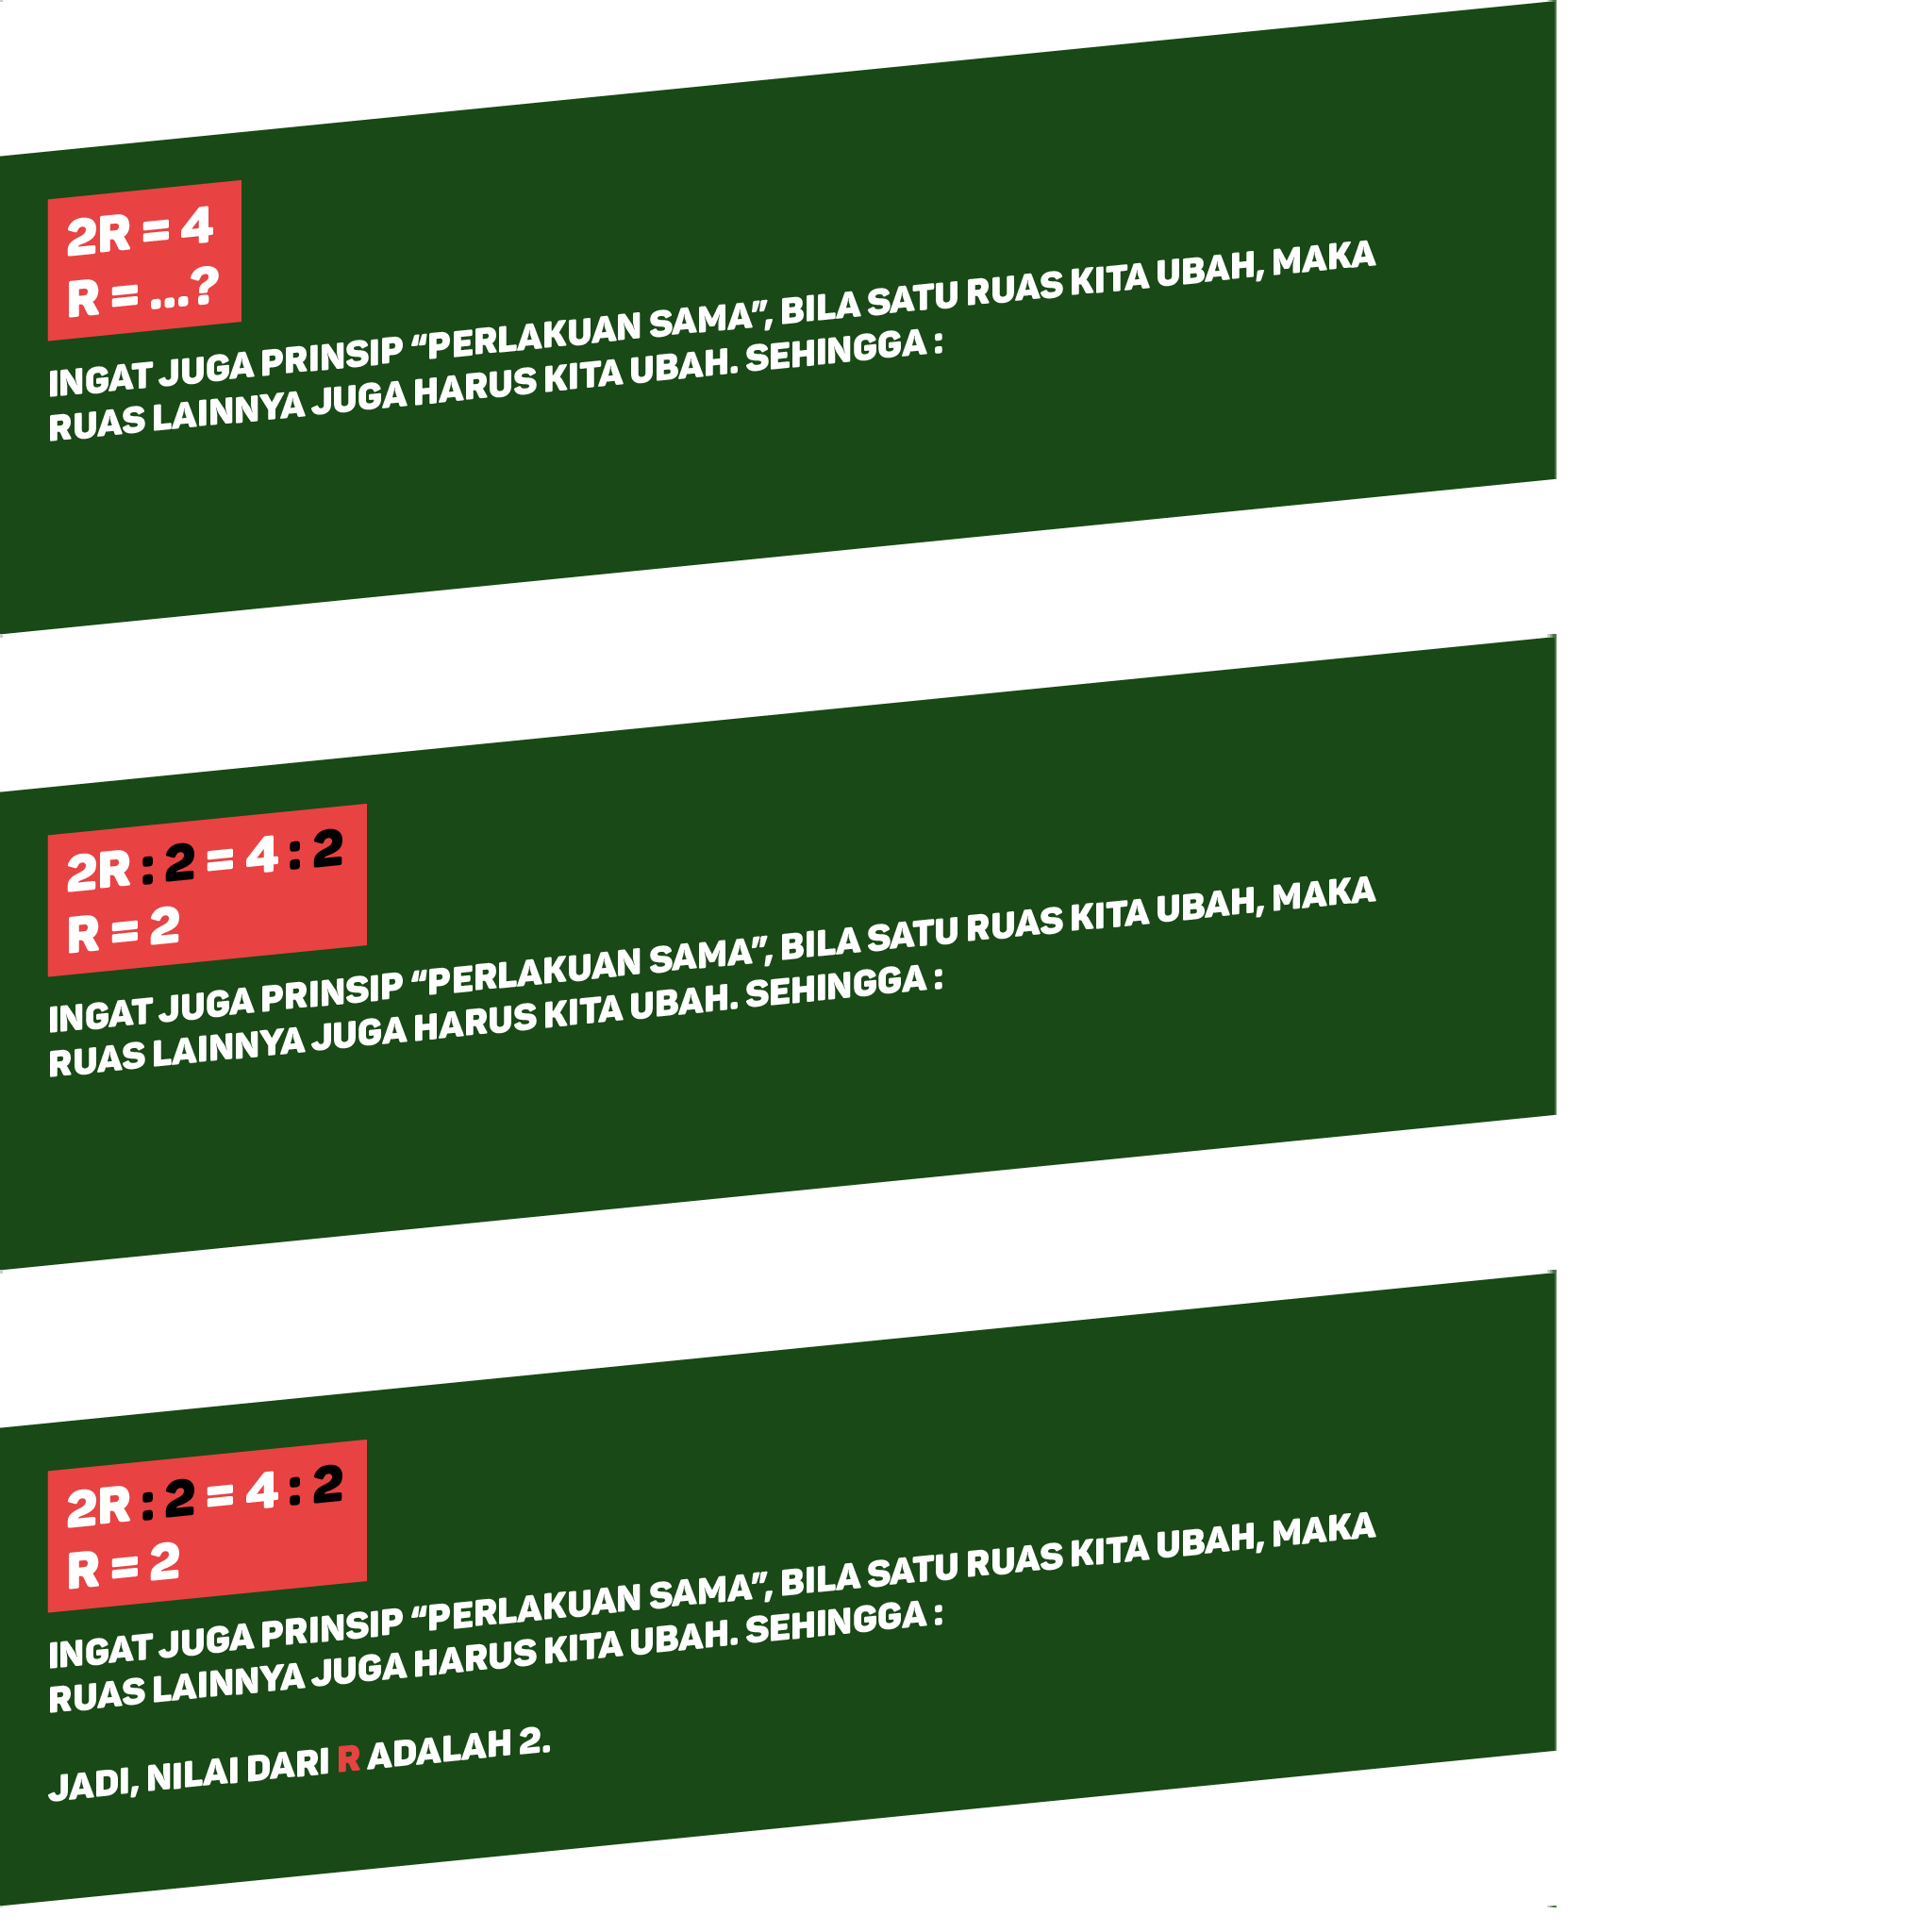 2R = 4
R = ...?
INGAT JUGA PRINSIP "PERLAKUAN SAMA", BILA SATU RUAS KITA UBAH, MAKA
RUAS LAINNYA JUGA HARUS KITA UBAH. SEHINGGA :
2R : 2 = 4 : 2
R = 2
INGAT JUGA PRINSIP "PERLAKUAN SAMA", BILA SATU RUAS KITA UBAH, MAKA
RUAS LAINNYA JUGA HARUS KITA UBAH. SEHINGGA :
2R : 2 = 4 : 2
R = 2
INGAT JUGA PRINSIP "PERLAKUAN SAMA", BILA SATU RUAS KITA UBAH, MAKA
RUAS LAINNYA JUGA HARUS KITA UBAH. SEHINGGA :
JADI, NILAI DARI R ADALAH 2.